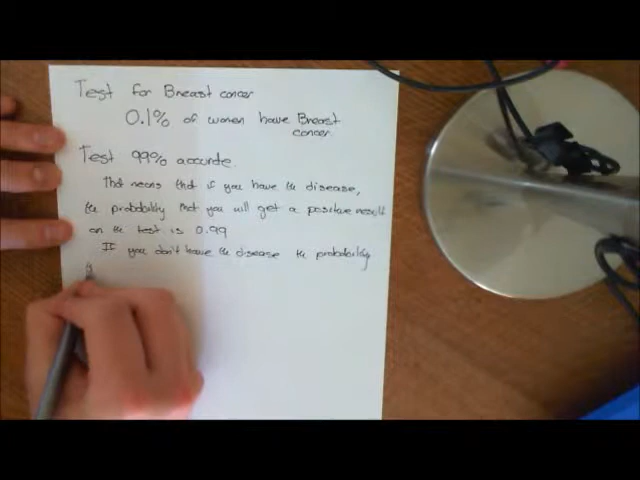 Test for Breast cancer
0.1% of women have Breast
cancer.
Test 99% accurate.
That means that if you have the disease,
the probability that you will get a positive result
on the test is 0.99
If you don't have the disease the probability